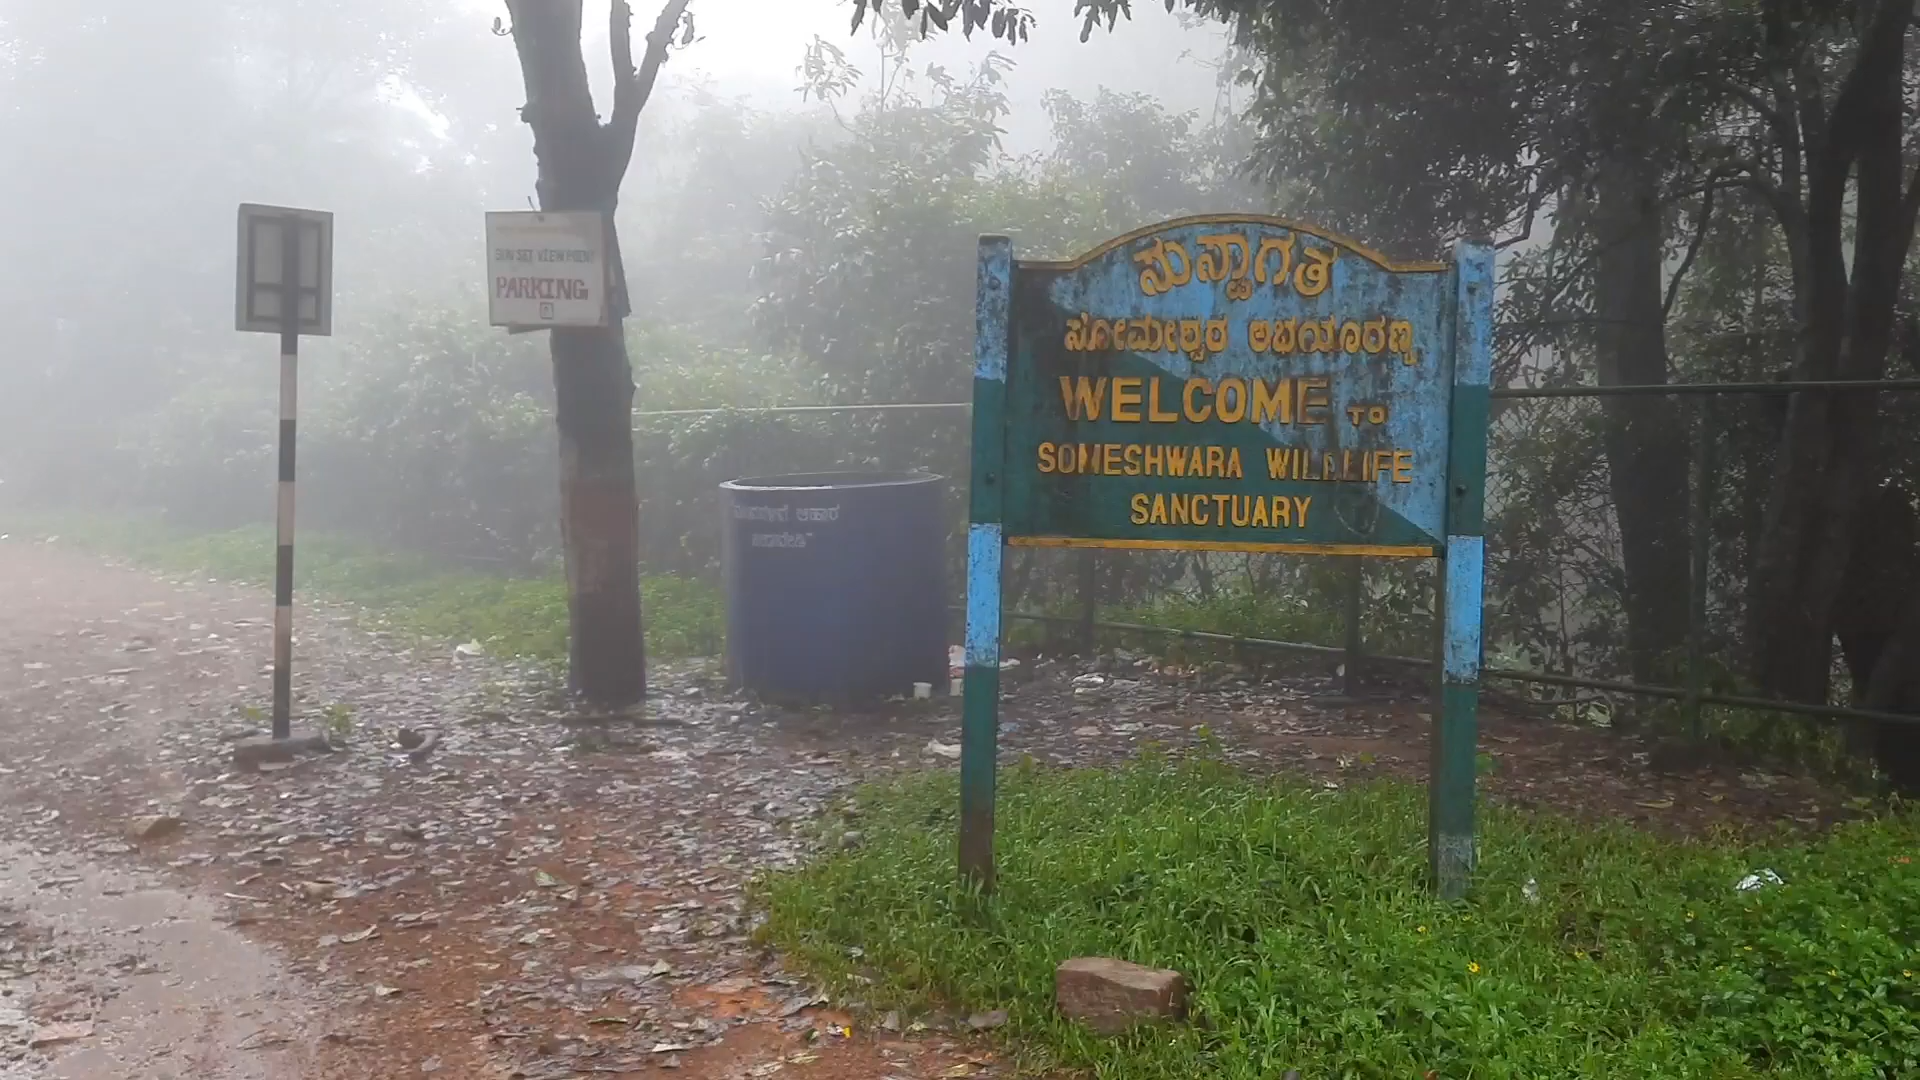 SUN SET VIEW POINT
PARKING
P
ಸುಸ್ವಾಗತ
ಸೋಮೇಶ್ವರ ಅಭಯಾರಣ್ಯ
WELCOME TO
SOMESHWARA WILDLIFE
SANCTUARY